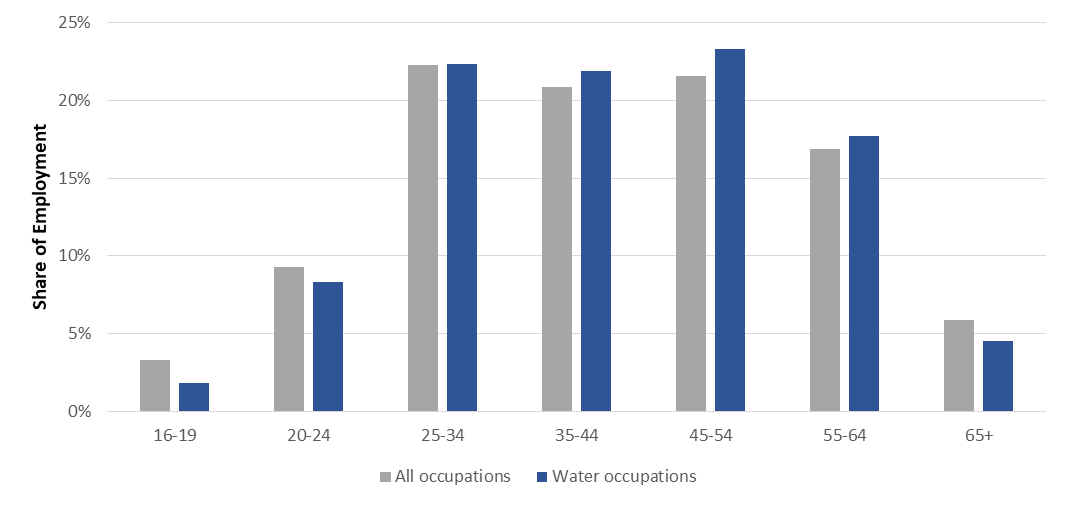 Share of Employment
25%
20%
15%
10%
5%
0%
16-19 20-24 25-34 35-44 45-54 55-64 65+
All occupations Water occupations